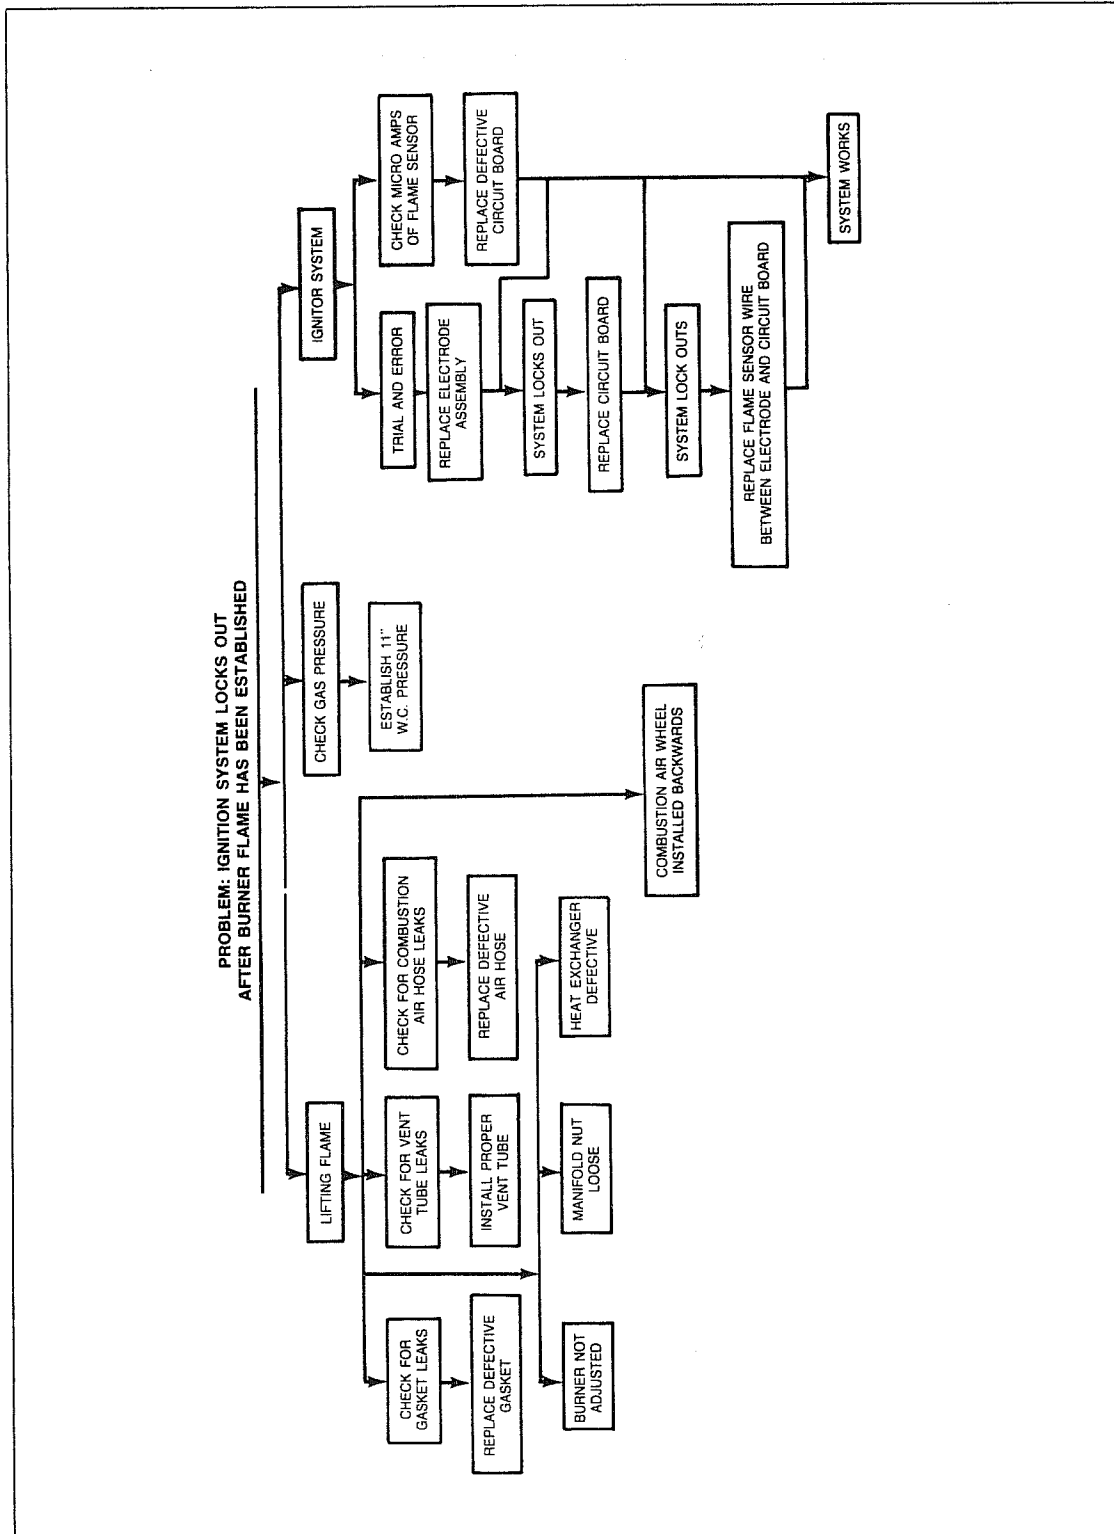 PROBLEM: IGNITION SYSTEM LOCKS OUT
AFTER BURNER FLAME HAS BEEN ESTABLISHED
LIFTING FLAME
CHECK FOR
GASKET LEAKS
REPLACE DEFECTIVE
GASKET
CHECK FOR VENT
TUBE LEAKS
INSTALL PROPER
VENT TUBE
CHECK FOR COMBUSTION
AIR HOSE LEAKS
REPLACE DEFECTIVE
AIR HOSE
BURNER NOT
ADJUSTED
MANIFOLD NUT
LOOSE
HEAT EXCHANGER
DEFECTIVE
COMBUSTION AIR WHEEL
INSTALLED BACKWARDS
CHECK GAS PRESSURE
ESTABLISH 11"
W.C. PRESSURE
IGNITOR SYSTEM
TRIAL AND ERROR
REPLACE ELECTRODE
ASSEMBLY
SYSTEM LOCKS OUT
REPLACE CIRCUIT BOARD
SYSTEM LOCK OUTS
REPLACE FLAME SENSOR WIRE
BETWEEN ELECTRODE AND CIRCUIT BOARD
CHECK MICRO AMPS
OF FLAME SENSOR
REPLACE DEFECTIVE
CIRCUIT BOARD
SYSTEM WORKS